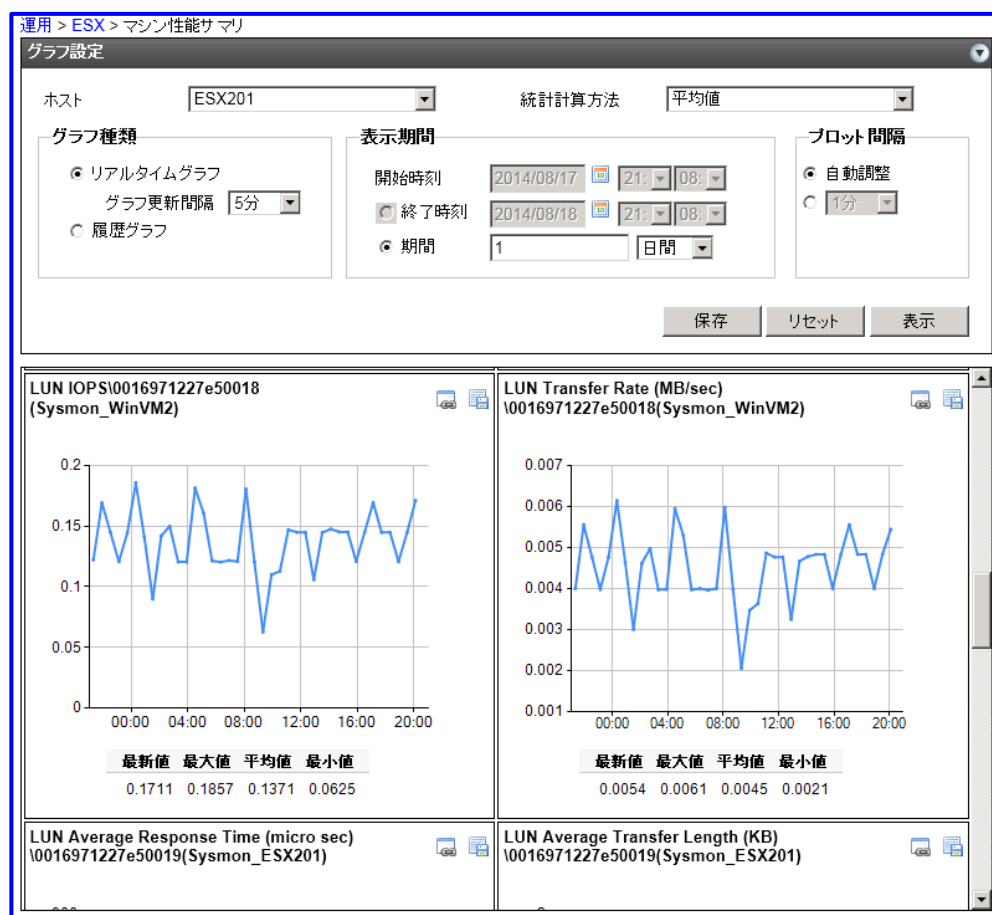 運用 > ESX > マシン性能サマリ
グラフ設定
ホスト ESX201 統計計算方法 平均値
グラフ種類 表示期間 プロット間隔
リアルタイムグラフ 開始時刻 2014/08/17 21: 08: 自動調整
グラフ更新間隔 5分 終了時刻 2014/08/18 21: 08: 1分
履歴グラフ 期間 1 日間
保存 リセット 表示
LUN IOPS\0016971227e50018
(Sysmon_WinVM2)
0.2
0.15
0.1
0.05
0
00:00 04:00 08:00 12:00 16:00 20:00
最新値 最大値 平均値 最小値
0.1711 0.1857 0.1371 0.0625
LUN Transfer Rate (MB/sec)
\0016971227e50018(Sysmon_WinVM2)
0.007
0.006
0.005
0.004
0.003
0.002
0.001
00:00 04:00 08:00 12:00 16:00 20:00
最新値 最大値 平均値 最小値
0.0054 0.0061 0.0045 0.0021
LUN Average Response Time (micro sec)
\0016971227e50019(Sysmon_ESX201)
LUN Average Transfer Length (KB)
\0016971227e50019(Sysmon_ESX201)